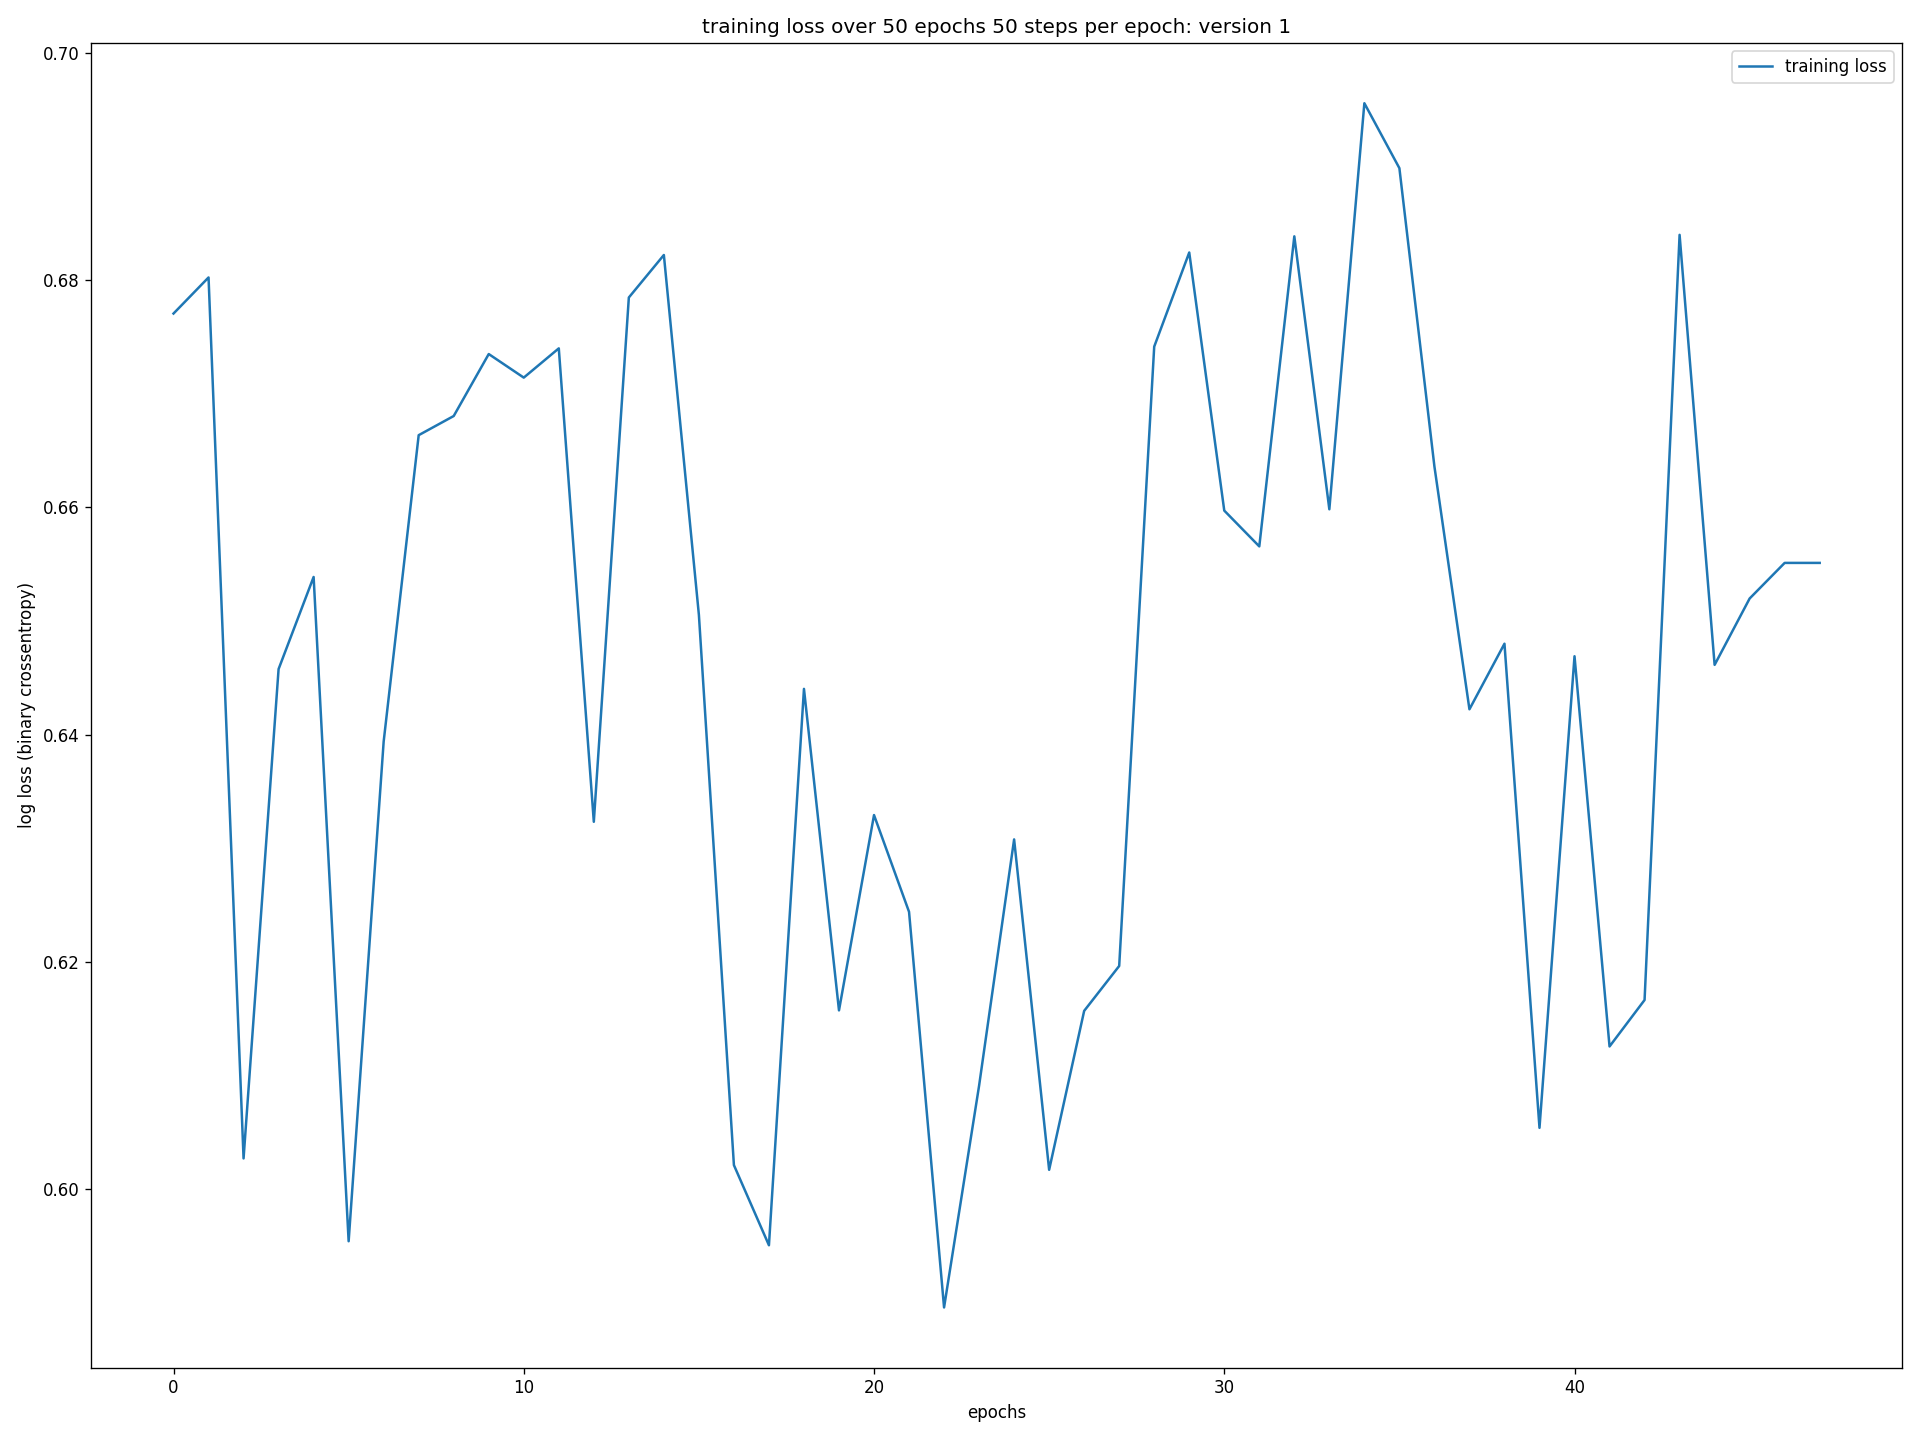 training loss over 50 epochs 50 steps per epoch: version 1
training loss
0.70
0.68
0.66
0.64
0.62
0.60
log loss (binary crossentropy)
0 10 20 30 40
epochs